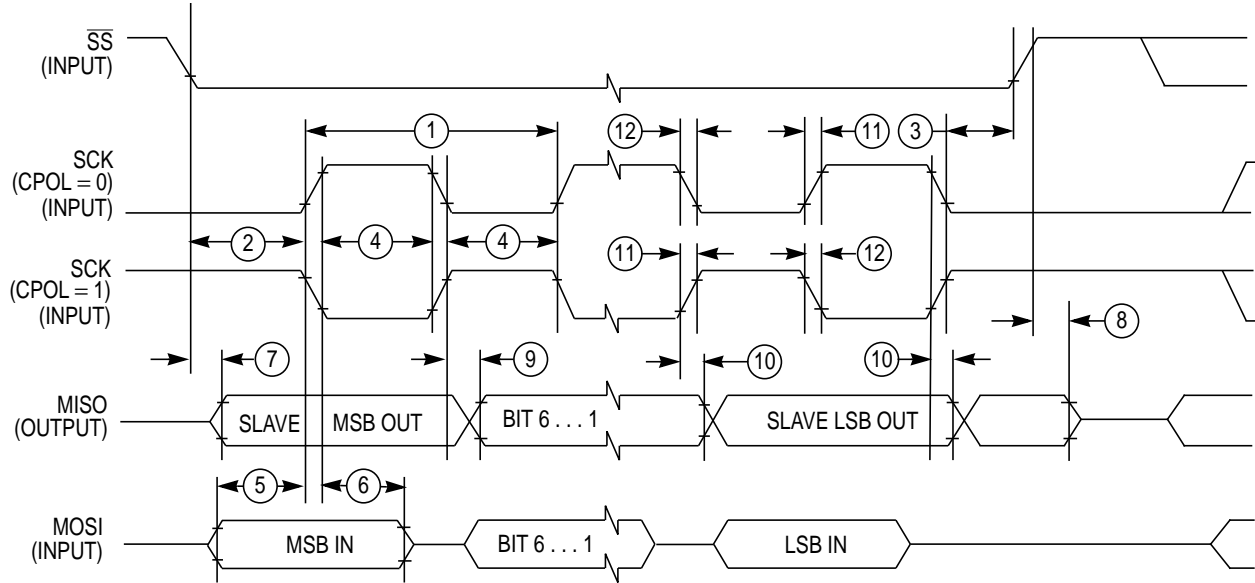 SS
(INPUT)
1
12
11
3
SCK
(CPOL = 0)
(INPUT)
2
4
4
11
12
SCK
(CPOL = 1)
(INPUT)
8
7
9
10
10
MISO
(OUTPUT)
SLAVE
MSB OUT
BIT 6 . . . 1
SLAVE LSB OUT
5
6
MOSI
(INPUT)
MSB IN
BIT 6 . . . 1
LSB IN